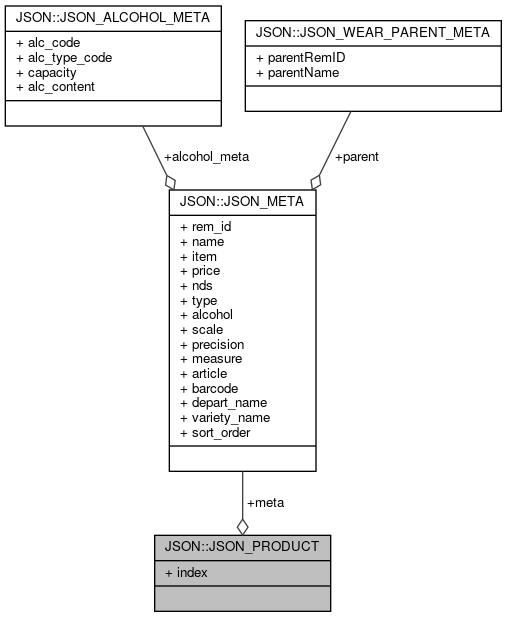 JSON::JSON_ALCOHOL_META
+ alc_code
+ alc_type_code
+ capacity
+ alc_content
JSON::JSON_WEAR_PARENT_META
+ parentRemID
+ parentName
+alcohol_meta
+parent
JSON::JSON_META
+ rem_id
+ name
+ item
+ price
+ nds
+ type
+ alcohol
+ scale
+ precision
+ measure
+ article
+ barcode
+ depart_name
+ variety_name
+ sort_order
+meta
JSON::JSON_PRODUCT
+ index